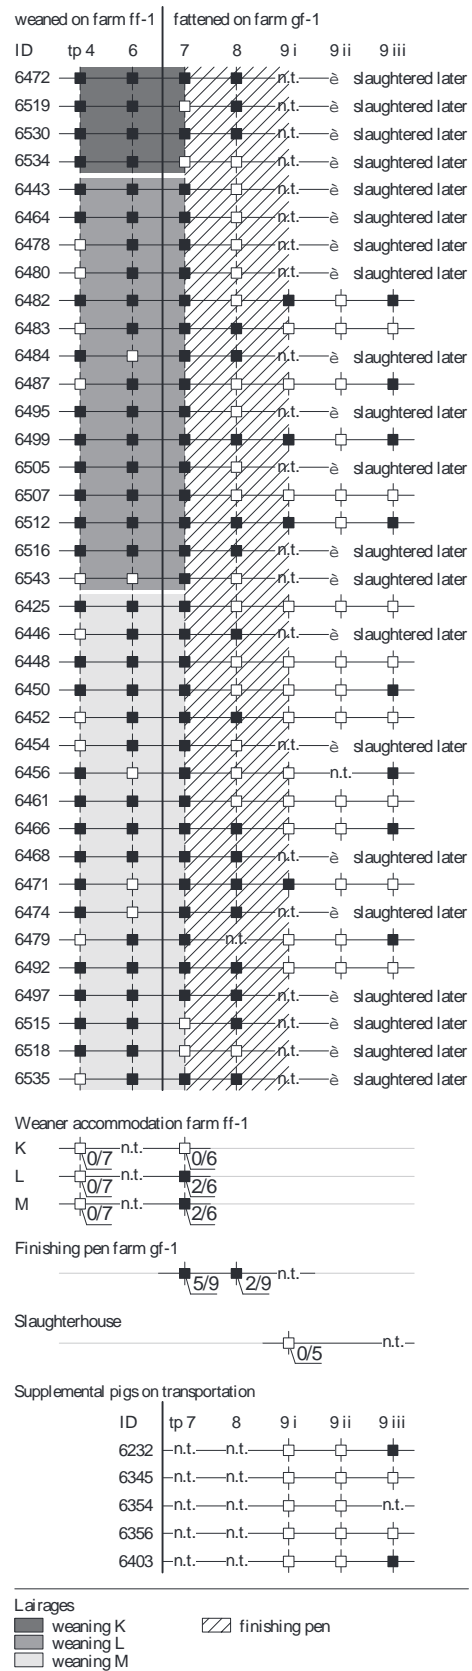 weaned on farm ff-1 fattened on farm gf-1
ID tp 4 6 7 8 9 i 9 ii 9 iii
6472 n.t. è slaughtered later
6519 n.t. è slaughtered later
6530 n.t. è slaughtered later
6534 n.t. è slaughtered later
6443 n.t. è slaughtered later
6464 n.t. è slaughtered later
6478 n.t. è slaughtered later
6480 n.t. è slaughtered later
6482
6483
6484 n.t. è slaughtered later
6487
6495 n.t. è slaughtered later
6499
6505 n.t. è slaughtered later
6507
6512
6516 n.t. è slaughtered later
6543 n.t. è slaughtered later
6425
6446 n.t. è slaughtered later
6448
6450
6452
6454 n.t. è slaughtered later
6456 n.t.
6461
6466
6468 n.t. è slaughtered later
6471
6474 n.t. è slaughtered later
6479 n.t.
6492
6497 n.t. è slaughtered later
6515 n.t. è slaughtered later
6518 n.t. è slaughtered later
6535 n.t. è slaughtered later
Weaner accommodation farm ff-1
K 0/7 n.t. 0/6
L 0/7 n.t. 2/6
M 0/7 n.t. 2/6
Finishing pen farm gf-1
5/9 2/9 n.t.
Slaughterhouse
0/5 n.t.
Supplemental pigs on transportation
ID tp 7 8 9 i 9 ii 9 iii
6232 n.t. n.t.
6345 n.t. n.t.
6354 n.t. n.t. n.t.
6356 n.t. n.t.
6403 n.t. n.t.
Lairages
weaning K finishing pen
weaning L
weaning M